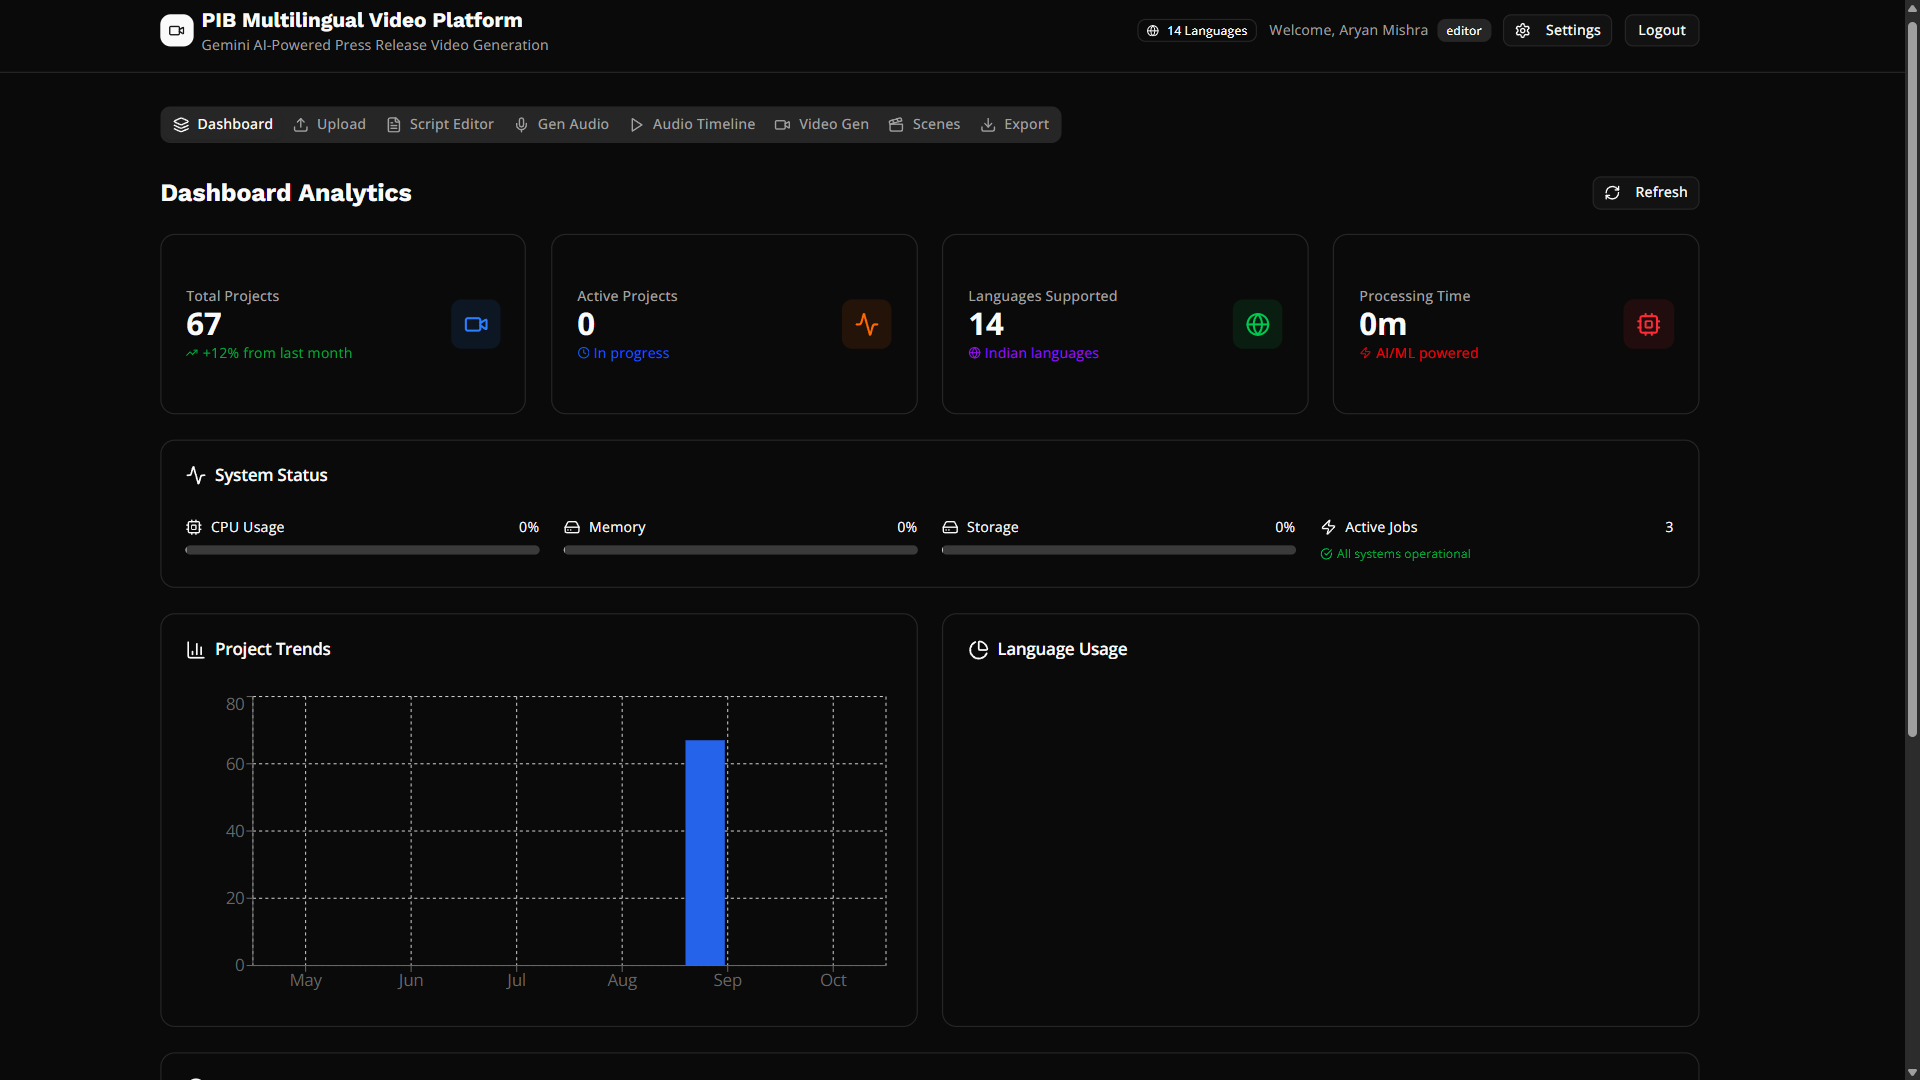 PIB Multilingual Video Platform
Gemini AI-Powered Press Release Video Generation
14 Languages
Welcome, Aryan Mishra
editor
Settings
Logout
Dashboard
Upload
Script Editor
Gen Audio
Audio Timeline
Video Gen
Scenes
Export
Dashboard Analytics
Refresh
Total Projects
67
+12% from last month
Active Projects
0
In progress
Languages Supported
14
Indian languages
Processing Time
0m
AI/ML powered
System Status
CPU Usage 0%
Memory 0%
Storage 0%
Active Jobs 3
All systems operational
Project Trends
80
60
40
20
0
May Jun Jul Aug Sep Oct
Language Usage